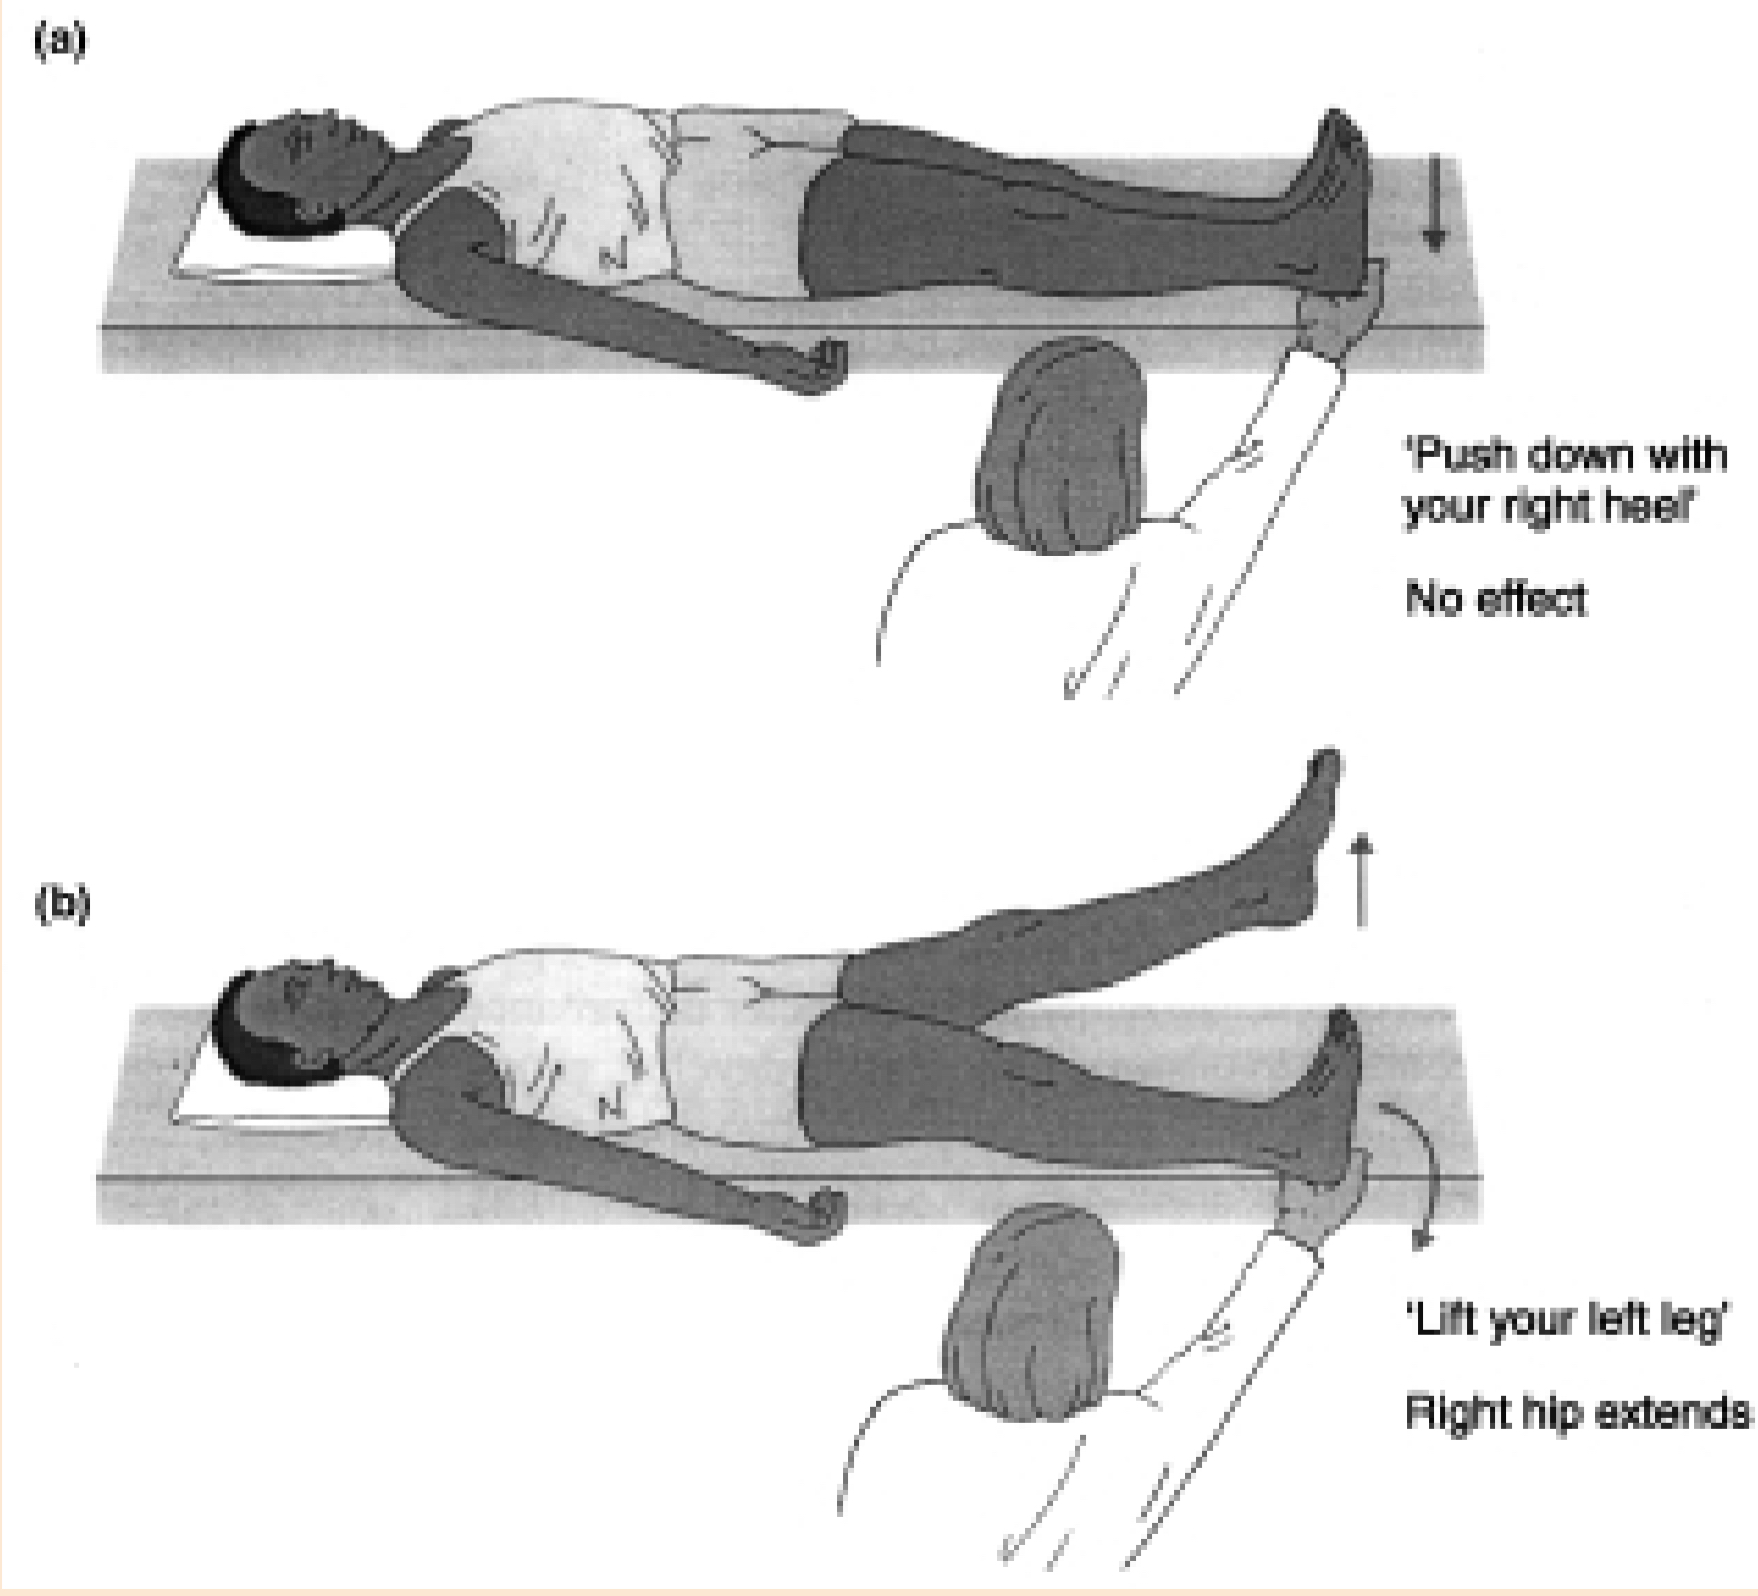 (a)
'Push down with
your right heel'
No effect
(b)
'Lift your left leg'
Right hip extends